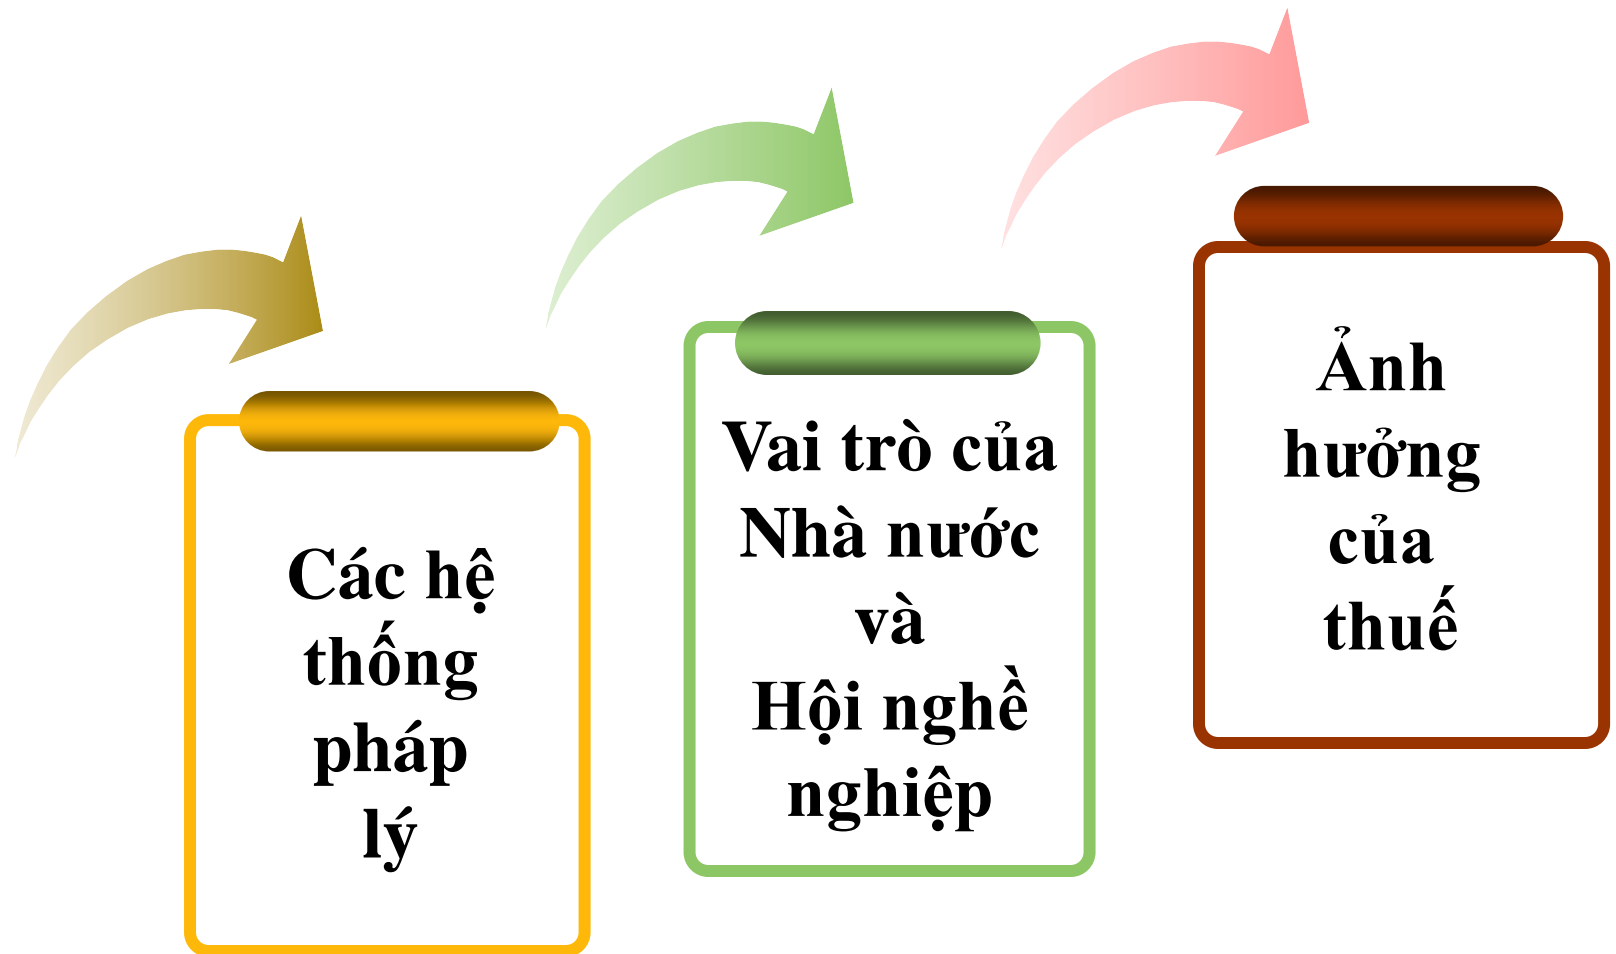 Các hệ
thống
pháp
lý
Vai trò của
Nhà nước
và
Hội nghề
nghiệp
Ảnh
hưởng
của
thuế